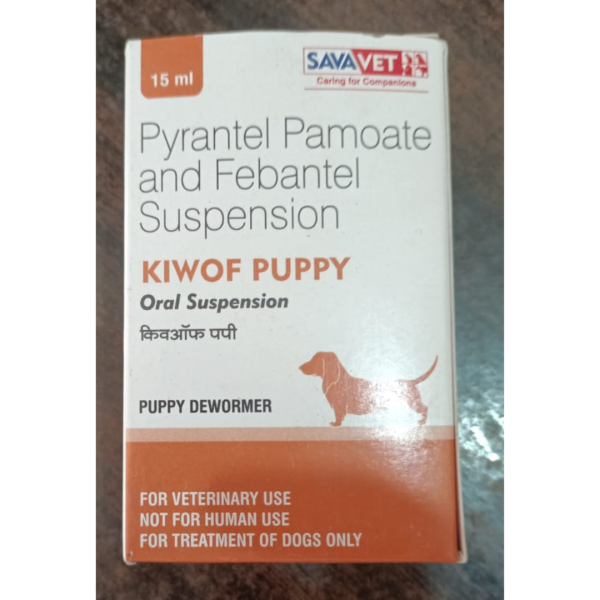 15 ml
SAVAVET
Caring for Companions
Pyrantel Pamoate
and Febantel
Suspension
KIWOF PUPPY
Oral Suspension
किवऑफ पपी
PUPPY DEWORMER
FOR VETERINARY USE
NOT FOR HUMAN USE
FOR TREATMENT OF DOGS ONLY